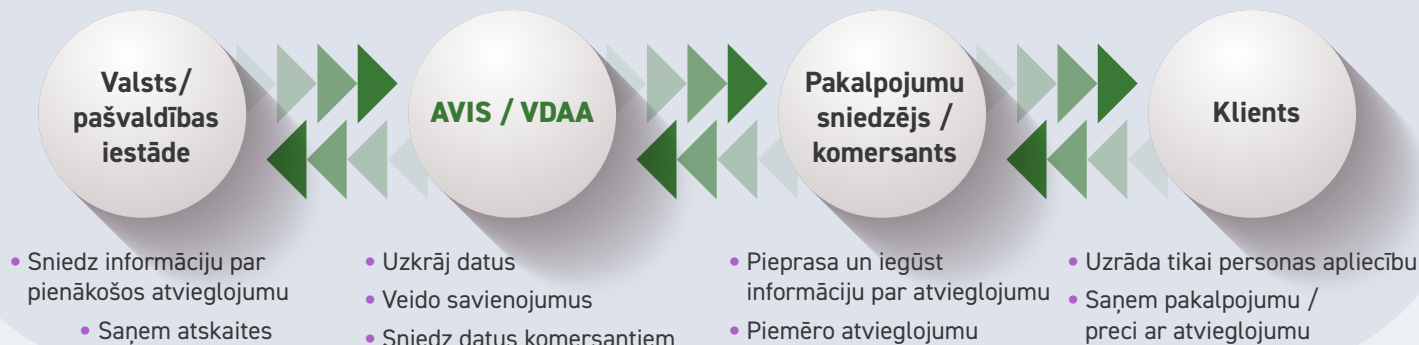 Valsts/
pašvaldības
iestāde
AVIS / VDAA
Pakalpojumu
sniedzējs /
komersants
Klients
• Sniedz informāciju par
pienākošos atvieglojumu
• Saņem atskaites
• Uzkrāj datus
• Veido savienojumus
• Sniedz datus komersantiem
• Pieprasa un iegūst
informāciju par atvieglojumu
• Piemēro atvieglojumu
• Uzrāda tikai personas apliecību
• Saņem pakalpojumu /
preci ar atvieglojumu